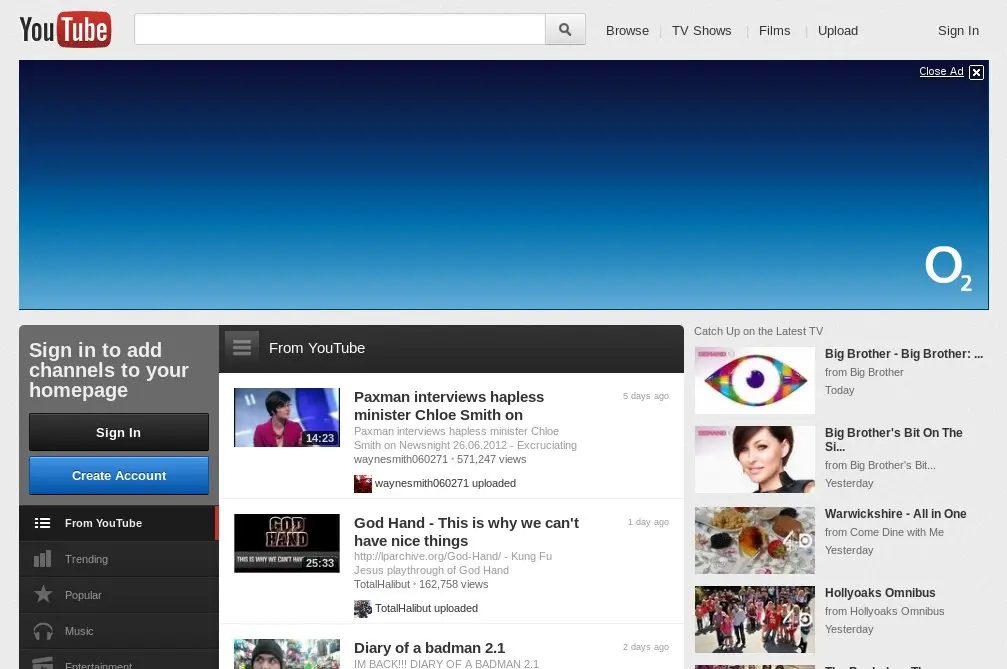 YouTube
Browse
TV Shows
Films
Upload
Sign In
Close Ad
O2
Sign in to add
channels to your
homepage
Sign In
Create Account
From YouTube
Trending
Popular
Music
Entertainment
From YouTube
14:23
Paxman interviews hapless
minister Chloe Smith on
5 days ago
Paxman interviews hapless minister Chloe
Smith on Newsnight 26.06.2012 - Excruciating
waynesmith060271 • 571,247 views
waynesmith060271 uploaded
GOD
HAND
THIS IS WHY WE CAN'T HAV
25:33
God Hand - This is why we can't
have nice things
1 day ago
http://lparchive.org/God-Hand/ - Kung Fu
Jesus playthrough of God Hand
TotalHalibut • 162,758 views
TotalHalibut uploaded
Diary of a badman 2.1
2 days ago
IM BACK!!! DIARY OF A BADMAN 2.1
Catch Up on the Latest TV
DEMAND
Big Brother - Big Brother: ...
from Big Brother
Today
DEMAND
Big Brother's Bit On The
Si...
from Big Brother's Bit...
Yesterday
4oD
Warwickshire - All in One
from Come Dine with Me
Yesterday
4oD
Hollyoaks Omnibus
from Hollyoaks Omnibus
Yesterday